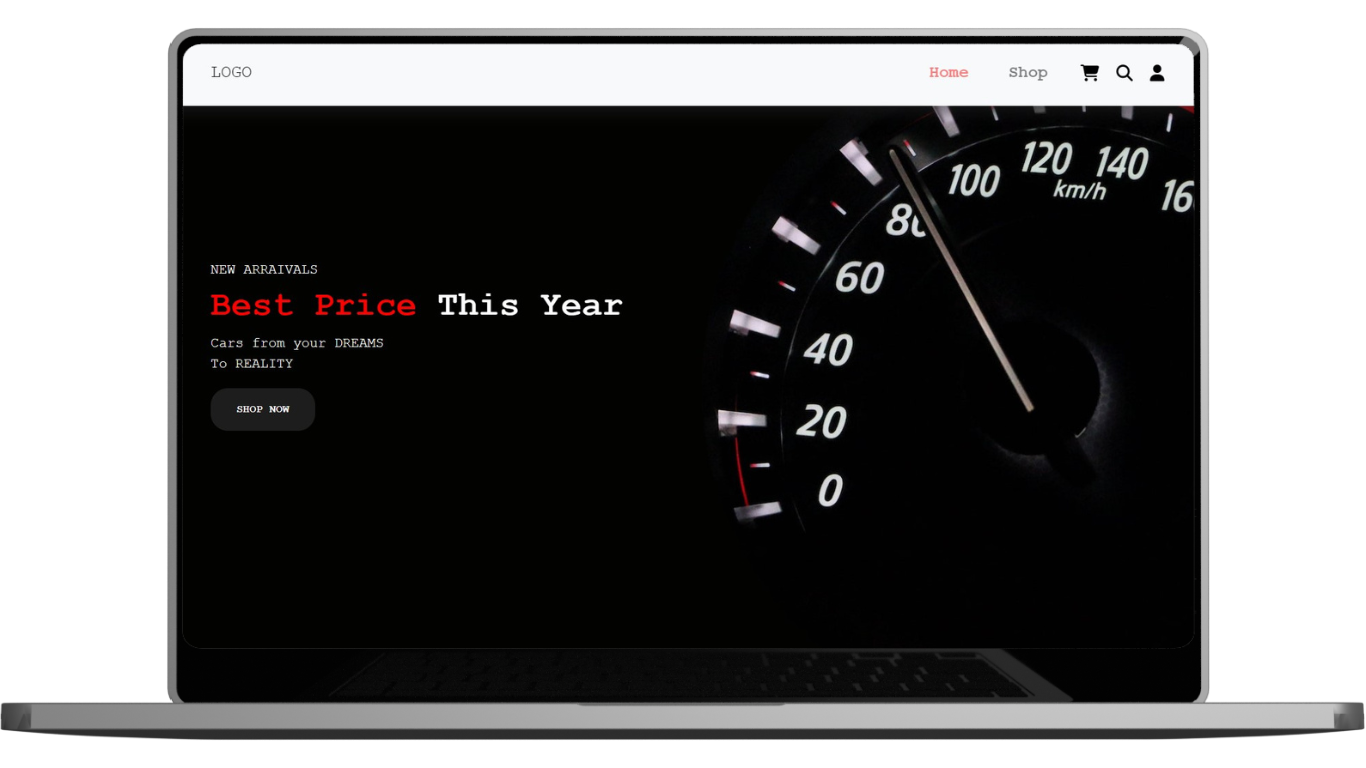 LOGO
Home Shop
NEW ARRAIVALS
Best Price This Year
Cars from your DREAMS
To REALITY
SHOP NOW
120 140
100
km/h
80
60
40
20
0